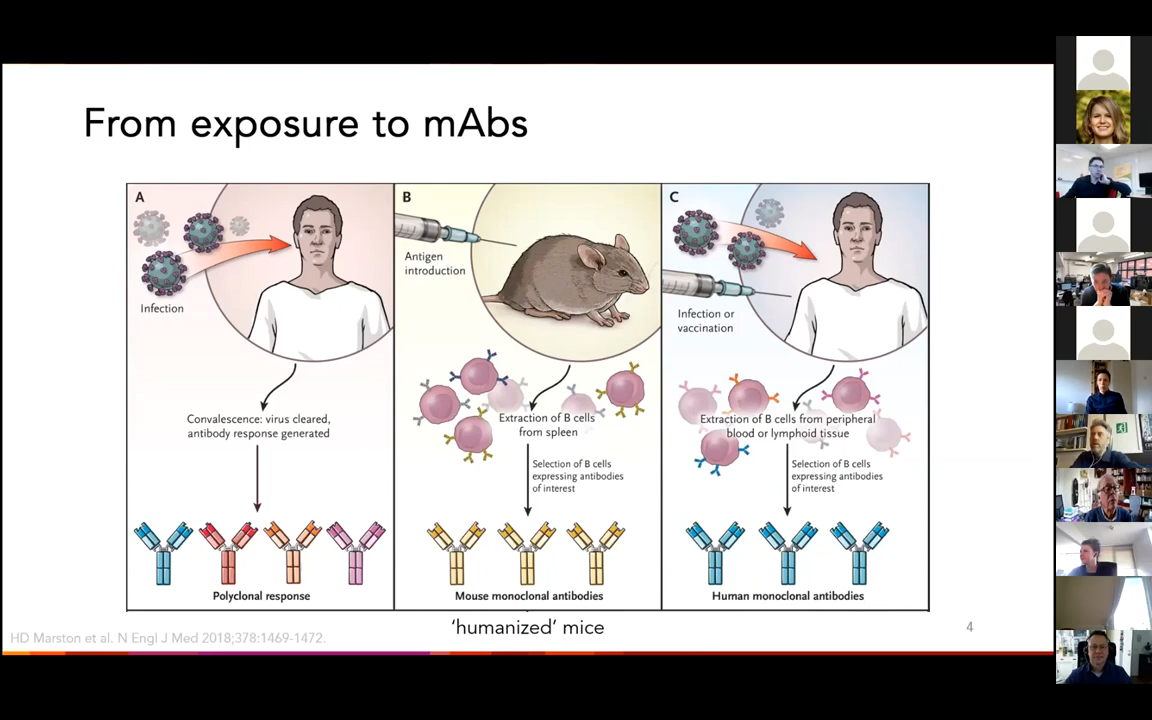 From exposure to mAbs
A
Infection
Convalescence: virus cleared,
antibody response generated
Polyclonal response
B
Antigen
introduction
Extraction of B cells
from spleen
Selection of B cells
expressing antibodies
of interest
Mouse monoclonal antibodies
C
Infection or
vaccination
Extraction of B cells from peripheral
blood or lymphoid tissue
Selection of B cells
expressing antibodies
of interest
Human monoclonal antibodies
‘humanized’ mice
HD Marston et al. N Engl J Med 2018;378:1469-1472.
4